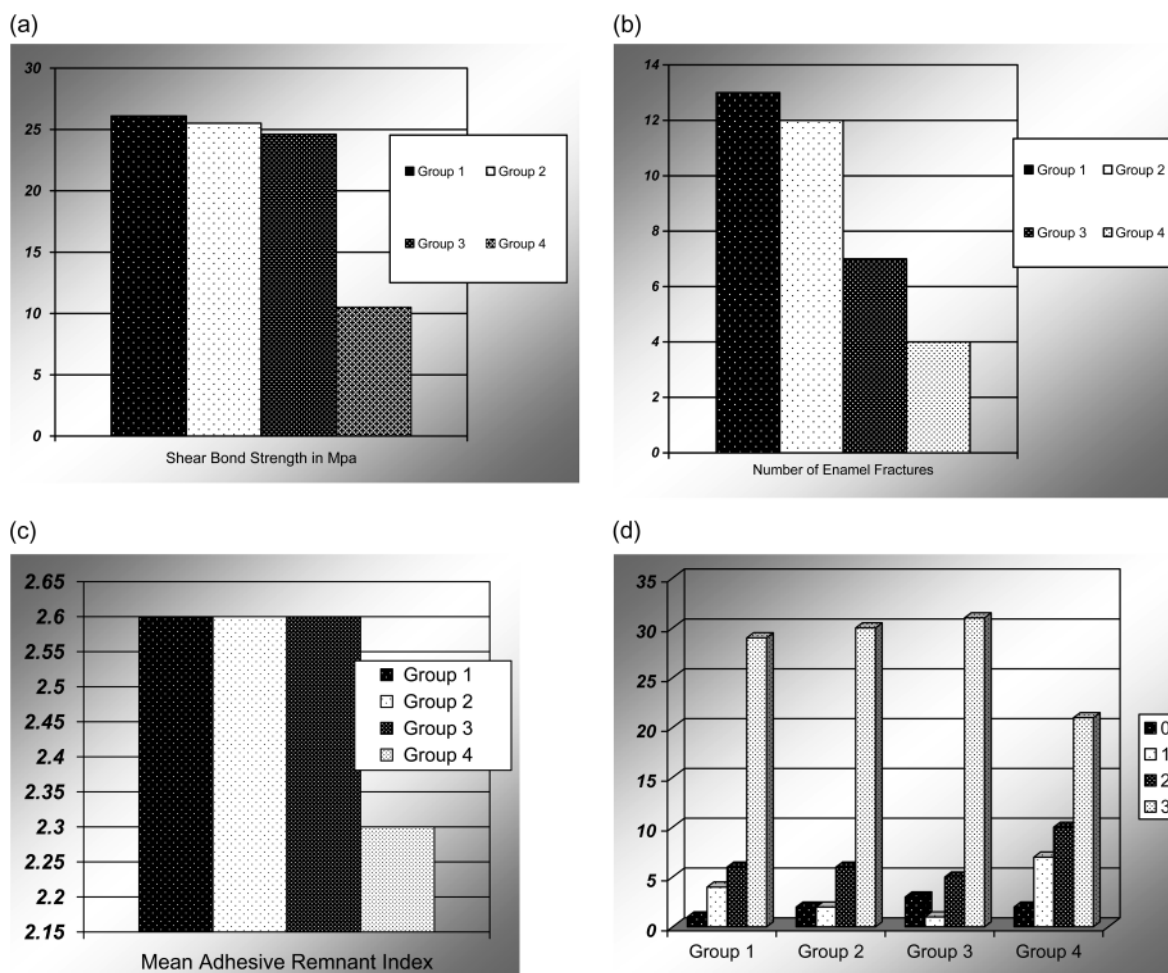 (a)
30
25
20
15
10
5
0
Group 1 Group 2
Group 3 Group 4
Shear Bond Strength in Mpa
(b)
14
12
10
8
6
4
2
0
Group 1 Group 2
Group 3 Group 4
Number of Enamel Fractures
(c)
2.65
2.6
2.55
2.5
2.45
2.4
2.35
2.3
2.25
2.2
2.15
Group 1
Group 2
Group 3
Group 4
Mean Adhesive Remnant Index
(d)
35
30
25
20
15
10
5
0
Group 1 Group 2 Group 3 Group 4
0
1
2
3